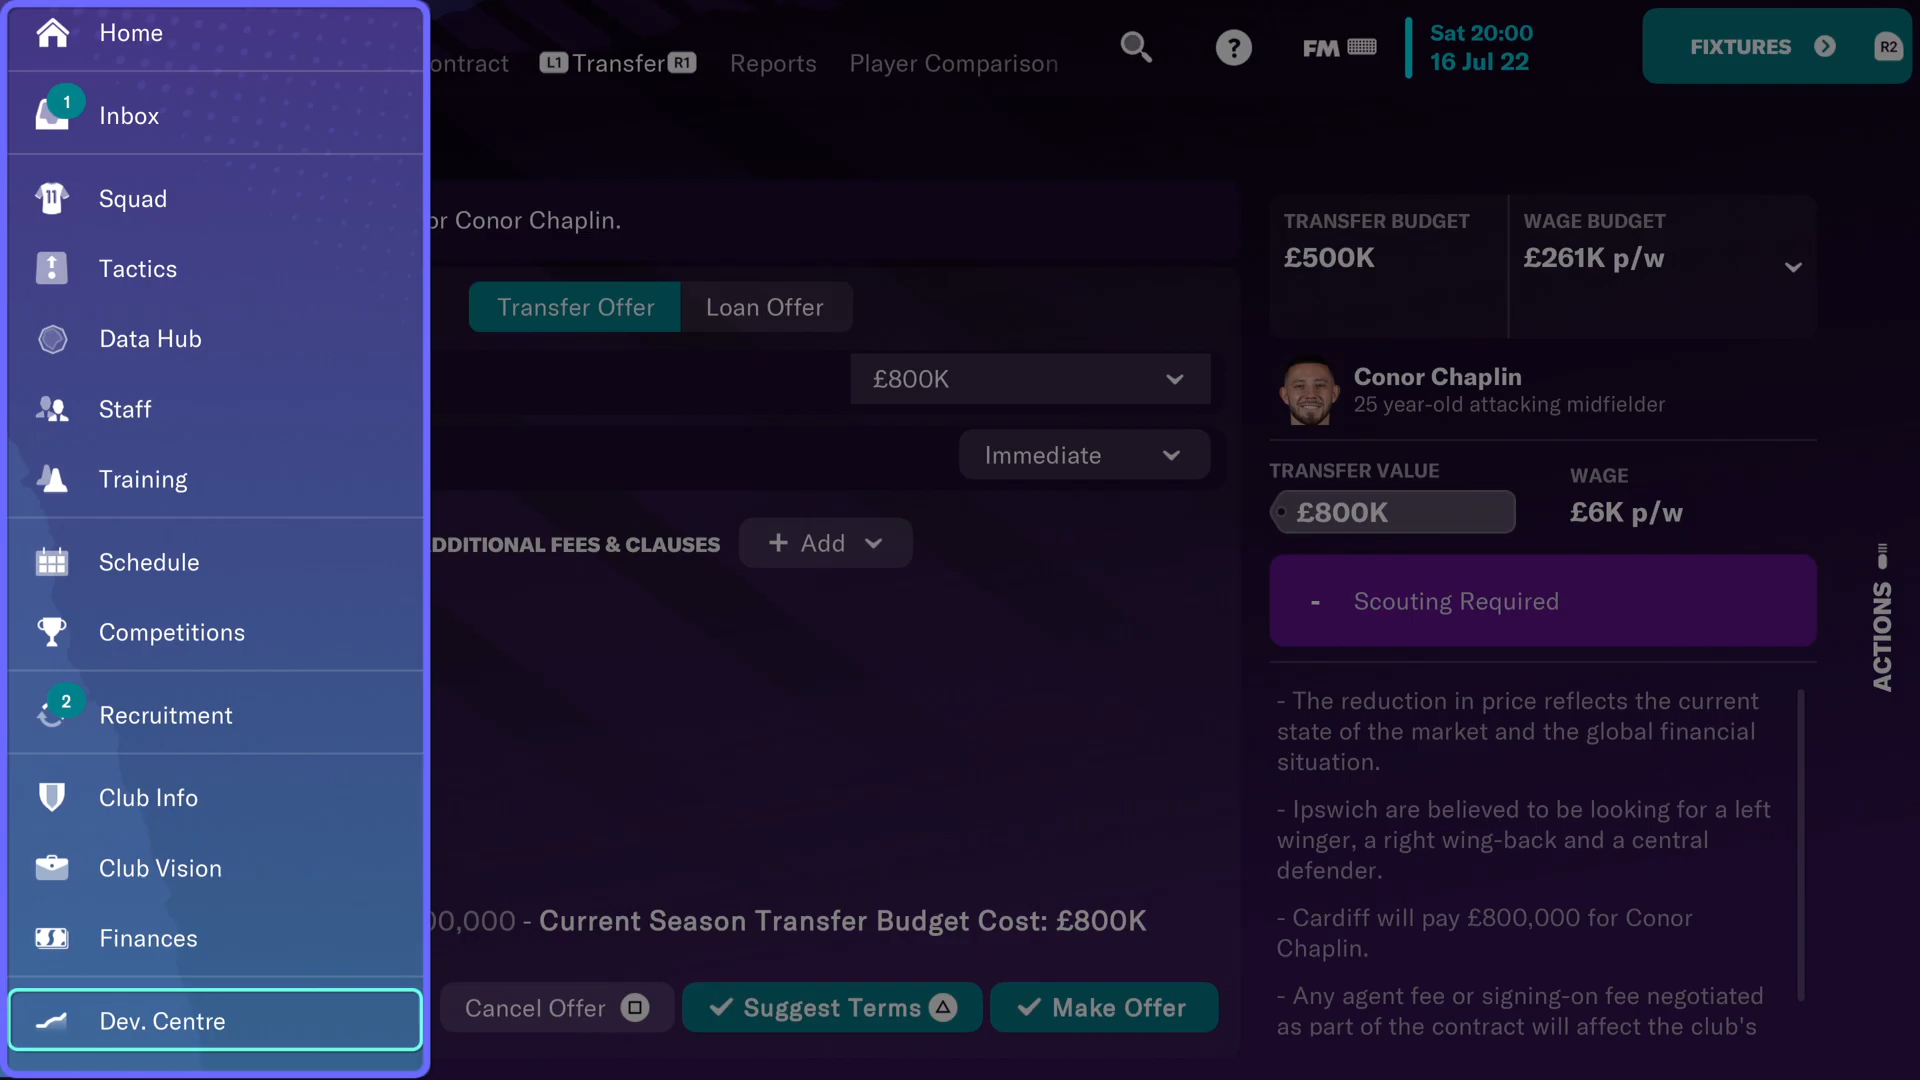 Home
1
Inbox
Squad
Tactics
Data Hub
Staff
Training
Schedule
Competitions
2
Recruitment
Club Info
Club Vision
Finances
Dev. Centre
ontract
L1 Transfer R1
Reports
Player Comparison
?
FM
Sat 20:00
16 Jul 22
FIXTURES
R2
or Conor Chaplin.
Transfer Offer
Loan Offer
£800K
Immediate
DDITIONAL FEES & CLAUSES
+ Add
00,000 - Current Season Transfer Budget Cost: £800K
Cancel Offer
Suggest Terms
Make Offer
TRANSFER BUDGET
£500K
WAGE BUDGET
£261K p/w
Conor Chaplin
25 year-old attacking midfielder
TRANSFER VALUE
£800K
WAGE
£6K p/w
- Scouting Required
- The reduction in price reflects the current
state of the market and the global financial
situation.
- Ipswich are believed to be looking for a left
winger, a right wing-back and a central
defender.
- Cardiff will pay £800,000 for Conor
Chaplin.
- Any agent fee or signing-on fee negotiated
as part of the contract will affect the club's
ACTIONS